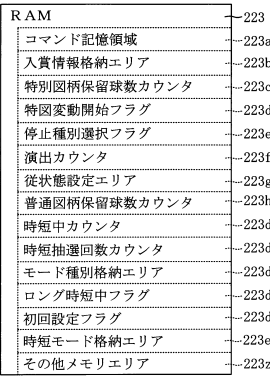 RAM 223
コマンド記憶領域 223a
入賞情報格納エリア 223b
特別図柄保留球数カウンタ 223c
特図変動開始フラグ 223d
停止種別選択フラグ 223e
演出カウンタ 223f
従状態設定エリア 223g
普通図柄保留球数カウンタ 223h
時短中カウンタ 223d
時短抽選回数カウンタ 223d
モード種別格納エリア 223d
ロング時短中フラグ 223d
初回設定フラグ 223d
時短モード格納エリア 223e
その他メモリエリア 223z